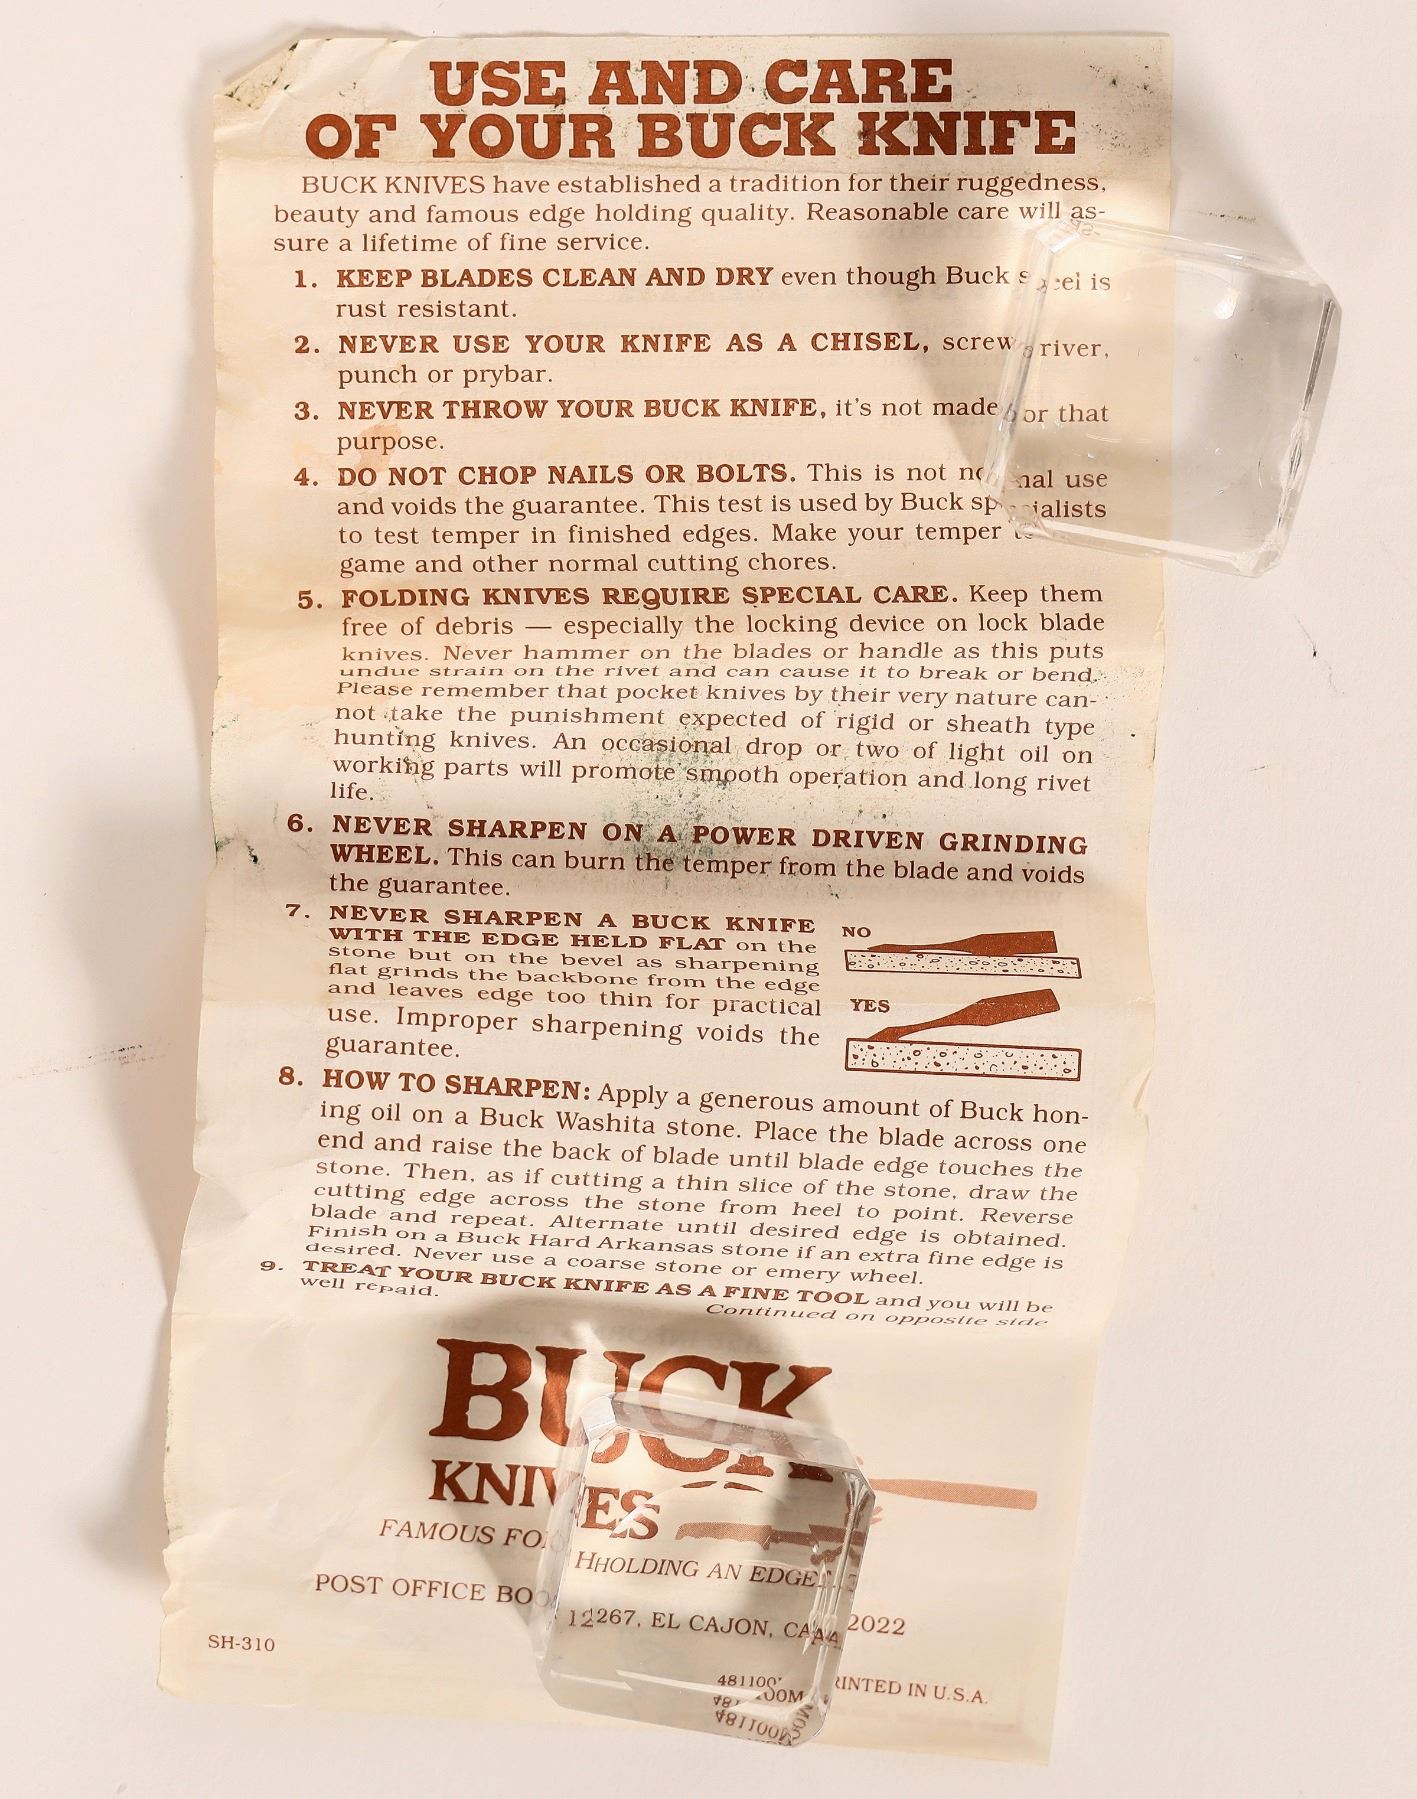 USE AND CARE
OF YOUR BUCK KNIFE
BUCK KNIVES have established a tradition for their ruggedness,
beauty and famous edge holding quality. Reasonable care will as-
sure a lifetime of fine service.
1. KEEP BLADES CLEAN AND DRY even though Buck steel is
rust resistant.
2. NEVER USE YOUR KNIFE AS A CHISEL, screwdriver,
punch or prybar.
3. NEVER THROW YOUR BUCK KNIFE, it's not made for that
purpose.
4. DO NOT CHOP NAILS OR BOLTS. This is not normal use
and voids the guarantee. This test is used by Buck specialists
to test temper in finished edges. Make your temper
game and other normal cutting chores.
5. FOLDING KNIVES REQUIRE SPECIAL CARE. Keep them
free of debris — especially the locking device on lock blade
knives. Never hammer on the blades or handle as this puts
undue strain on the rivet and can cause it to break or bend.
Please remember that pocket knives by their very nature can-
not take the punishment expected of rigid or sheath type
hunting knives. An occasional drop or two of light oil on
working parts will promote smooth operation and long rivet
life.
6. NEVER SHARPEN ON A POWER DRIVEN GRINDING
WHEEL. This can burn the temper from the blade and voids
the guarantee.
7. NEVER SHARPEN A BUCK KNIFE
WITH THE EDGE HELD FLAT on the
stone but on the bevel as sharpening
flat grinds the backbone from the edge
and leaves edge too thin for practical
use. Improper sharpening voids the
guarantee.
NO
YES
8. HOW TO SHARPEN: Apply a generous amount of Buck hon-
ing oil on a Buck Washita stone. Place the blade across one
end and raise the back of blade until blade edge touches the
stone. Then, as if cutting a thin slice of the stone, draw the
cutting edge across the stone from heel to point. Reverse
blade and repeat. Alternate until desired edge is obtained.
Finish on a Buck Hard Arkansas stone if an extra fine edge is
desired. Never use a coarse stone or emery wheel.
9. TREAT YOUR BUCK KNIFE AS A FINE TOOL and you will be
well repaid.
Continued on opposite side
BUCK
KNIVES
FAMOUS FOR HOLDING AN EDGE
POST OFFICE BOX 12267, EL CAJON, CA 92022
SH-310
481100M PRINTED IN U.S.A.